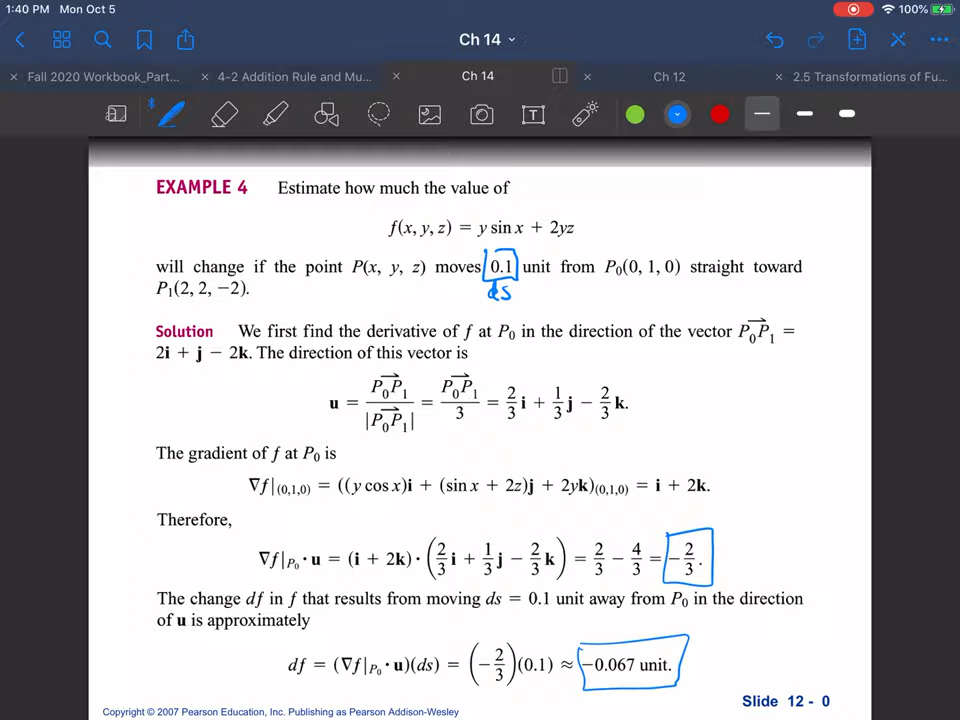 1:40 PM Mon Oct 5
100%
Ch 14
Fall 2020 Workbook_Part...
4-2 Addition Rule and Mu...
Ch 14
Ch 12
2.5 Transformations of Fu...
EXAMPLE 4 Estimate how much the value of
f(x, y, z) = y sin x + 2yz
will change if the point P(x, y, z) moves 0.1 unit from P₀(0, 1, 0) straight toward
ds
P₁(2, 2, −2).
Solution We first find the derivative of f at P₀ in the direction of the vector P₀P₁⃗ =
2i + j − 2k. The direction of this vector is
u = P₀P₁⃗ / |P₀P₁⃗| = P₀P₁⃗ / 3 = 2/3 i + 1/3 j − 2/3 k.
The gradient of f at P₀ is
∇f|(0,1,0) = ((y cos x)i + (sin x + 2z)j + 2yk)(0,1,0) = i + 2k.
Therefore,
∇f|P₀ · u = (i + 2k) · (2/3 i + 1/3 j − 2/3 k) = 2/3 − 4/3 = −2/3.
The change df in f that results from moving ds = 0.1 unit away from P₀ in the direction
of u is approximately
df = (∇f|P₀ · u)(ds) = (−2/3)(0.1) ≈ −0.067 unit.
Slide 12 - 0
Copyright © 2007 Pearson Education, Inc. Publishing as Pearson Addison-Wesley